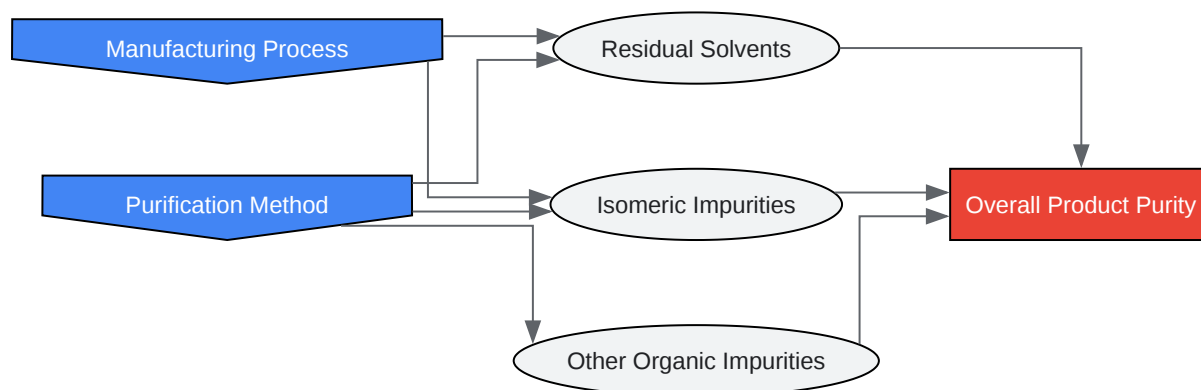 Manufacturing Process
Residual Solvents
Purification Method
Isomeric Impurities
Overall Product Purity
Other Organic Impurities